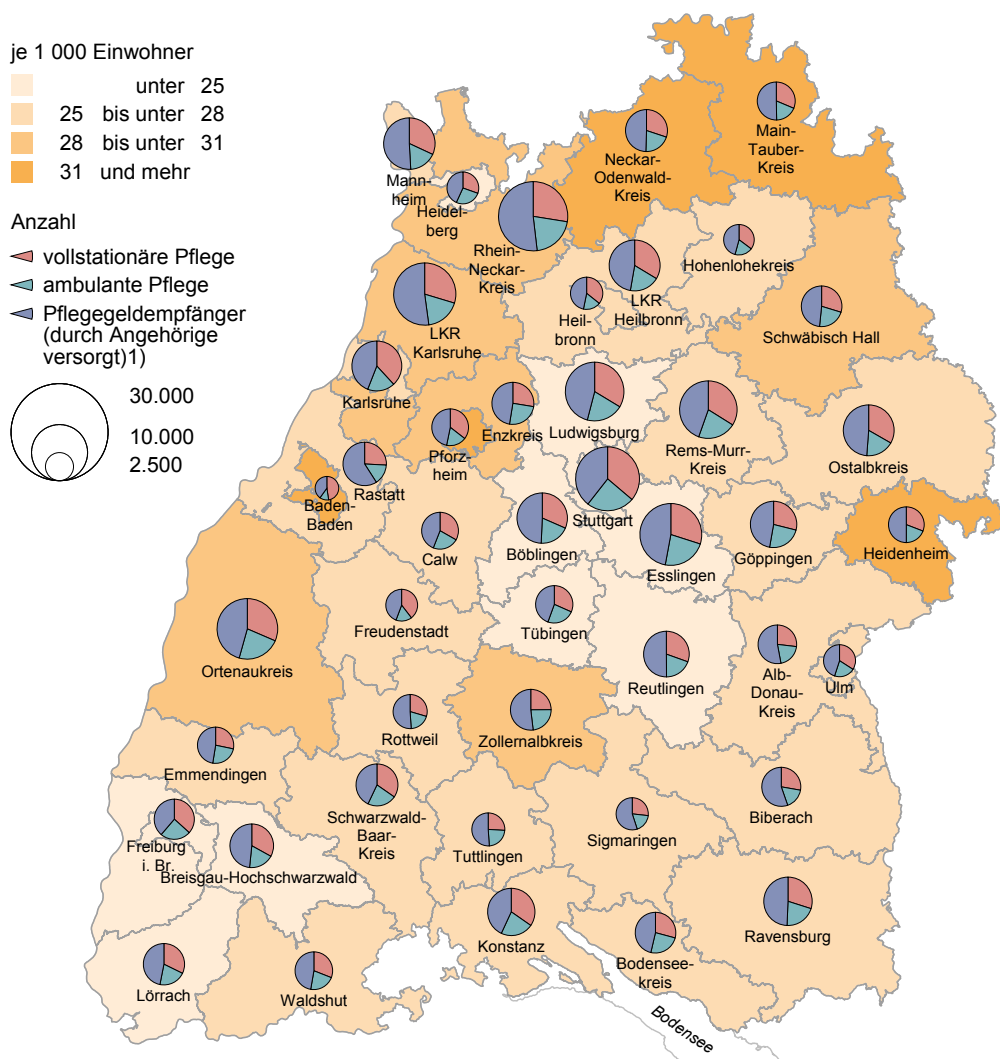 je 1 000 Einwohner
unter 25
25 bis unter 28
28 bis unter 31
31 und mehr
Anzahl
vollstationäre Pflege
ambulante Pflege
Pflegegeldempfänger
(durch Angehörige
versorgt)1)
30.000
10.000
2.500
Main-
Tauber-
Kreis
Neckar-
Odenwald-
Kreis
Mann-
heim
Heidel-
berg
Rhein-
Neckar-
Kreis
Hohenlohekreis
LKR
Heilbronn
Heil-
bronn
Schwäbisch Hall
LKR
Karlsruhe
Karlsruhe
Enzkreis
Pforz-
heim
Ludwigsburg
Rems-Murr-
Kreis
Ostalbkreis
Rastatt
Baden-
Baden
Calw
Stuttgart
Böblingen
Esslingen
Göppingen
Heidenheim
Freudenstadt
Tübingen
Reutlingen
Alb-
Donau-
Kreis
Ulm
Ortenaukreis
Rottweil
Zollernalbkreis
Emmendingen
Schwarzwald-
Baar-
Kreis
Tuttlingen
Sigmaringen
Biberach
Freiburg
i. Br.
Breisgau-Hochschwarzwald
Konstanz
Bodensee-
kreis
Ravensburg
Lörrach
Waldshut
Bodensee